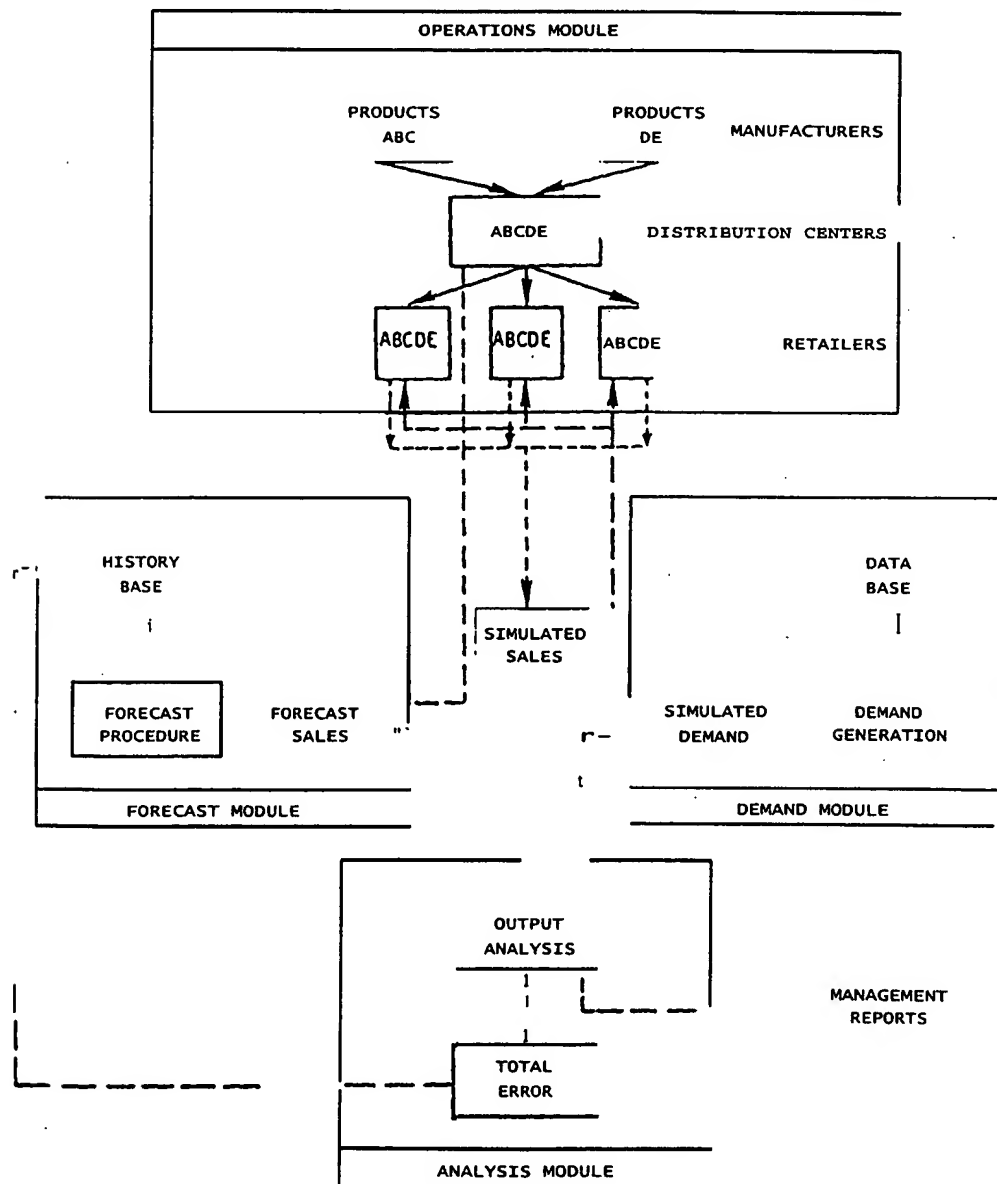 OPERATIONS MODULE
PRODUCTS
ABC
PRODUCTS
DE
MANUFACTURERS
ABCDE
DISTRIBUTION CENTERS
ABCDE
ABCDE
ABCDE
RETAILERS
HISTORY
BASE
DATA
BASE
SIMULATED
SALES
FORECAST
PROCEDURE
FORECAST
SALES
SIMULATED
DEMAND
DEMAND
GENERATION
FORECAST MODULE
DEMAND MODULE
OUTPUT
ANALYSIS
MANAGEMENT
REPORTS
TOTAL
ERROR
ANALYSIS MODULE